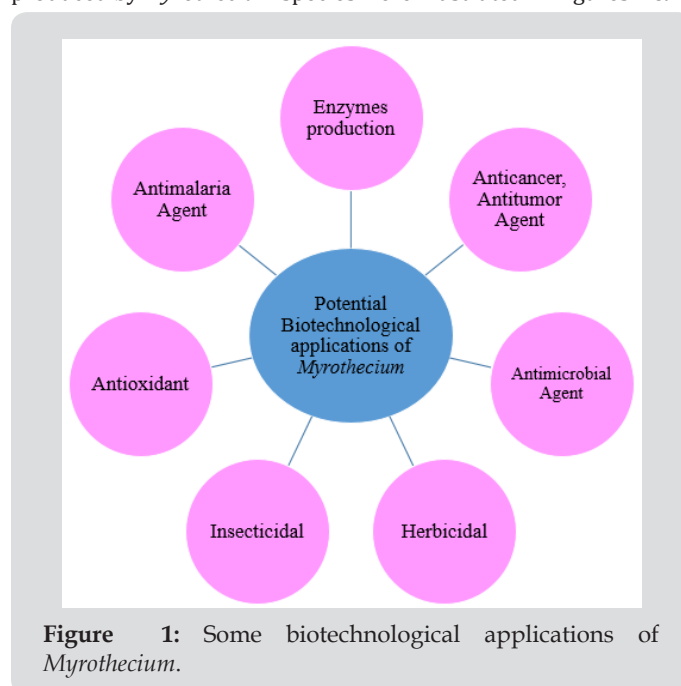 Enzymes
production
Anticancer,
Antitumor
Agent
Antimicrobial
Agent
Herbicidal
Insecticidal
Antioxidant
Antimalaria
Agent
Potential
Biotechnological
applications of
Myrothecium
Figure 1: Some biotechnological applications of
Myrothecium.